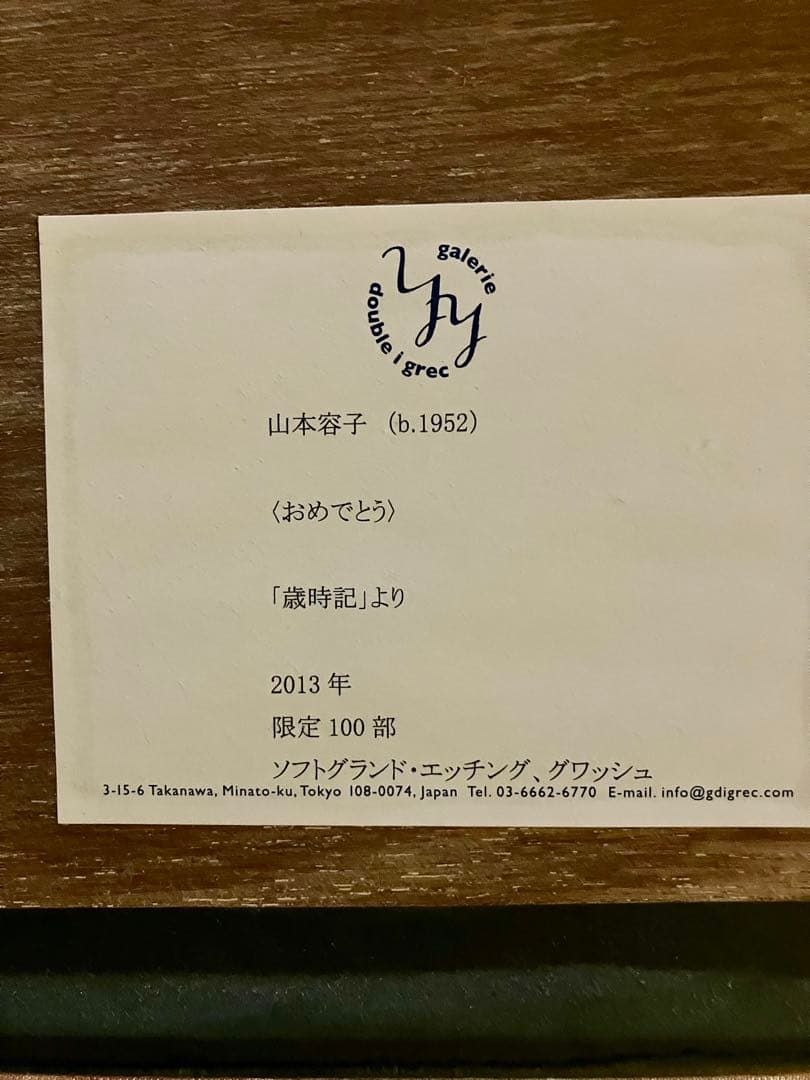 galerie
yy
double i grec
山本容子 (b.1952)
〈おめでとう〉
「歳時記」より
2013 年
限定 100 部
ソフトグランド・エッチング、グワッシュ
3-15-6 Takanawa, Minato-ku, Tokyo 108-0074, Japan Tel. 03-6662-6770 E-mail. info@gdigrec.com